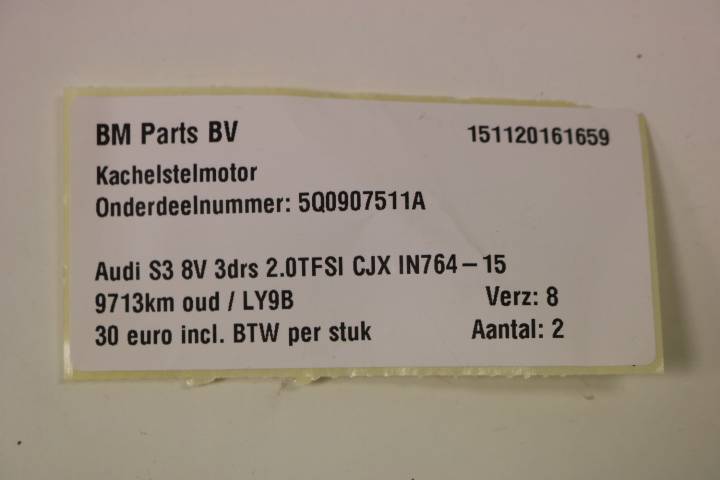 BM Parts BV 151120161659
Kachelstelmotor
Onderdeelnummer: 5Q0907511A
Audi S3 8V 3drs 2.0TFSI CJX IN764-15
9713km oud / LY9B Verz: 8
30 euro incl. BTW per stuk Aantal: 2